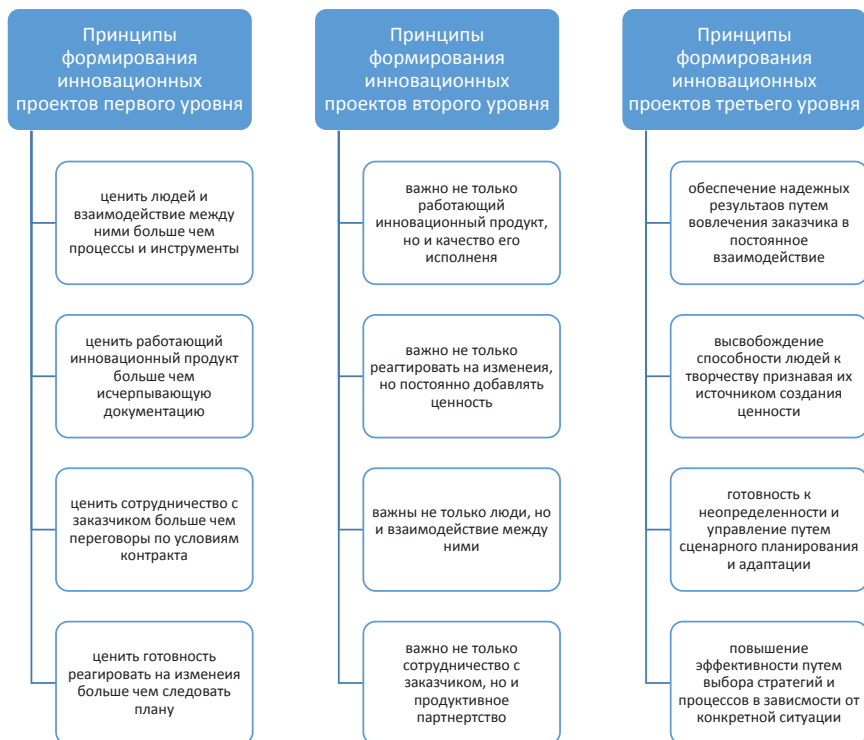 Принципы
формирования
инновационных
проектов первого уровня
ценить людей и
взаимодействие между
ними больше чем
процессы и инструменты
ценить работающий
инновационный продукт
больше чем
исчерпывающую
документацию
ценить сотрудничество с
заказчиком больше чем
переговоры по условиям
контракта
ценить готовность
реагировать на изменеия
больше чем следовать
плану
Принципы
формирования
инновационных
проектов второго уровня
важно не только
работающий
инновационный продукт,
но и качество его
исполненя
важно не только
реагтировать на изменеия,
но постоянно добавлять
ценность
важны не только люди, но
и взаимодействие между
ними
важно не только
сотрудничество с
заказчиком, но и
продуктивное
партнертство
Принципы
формирования
инновационных
проектов третьего уровня
обеспечение надежных
результаов путем
вовлечения заказчика в
постоянное
взаимодействие
высвобождение
способности людей к
творчеству признавая их
источником создания
ценности
готовность к
неопределенности и
управление путем
сценарного планирования
и адаптации
повышение
эффективности путем
выбора стратегий и
процессов в зависмости от
конкретной ситуации